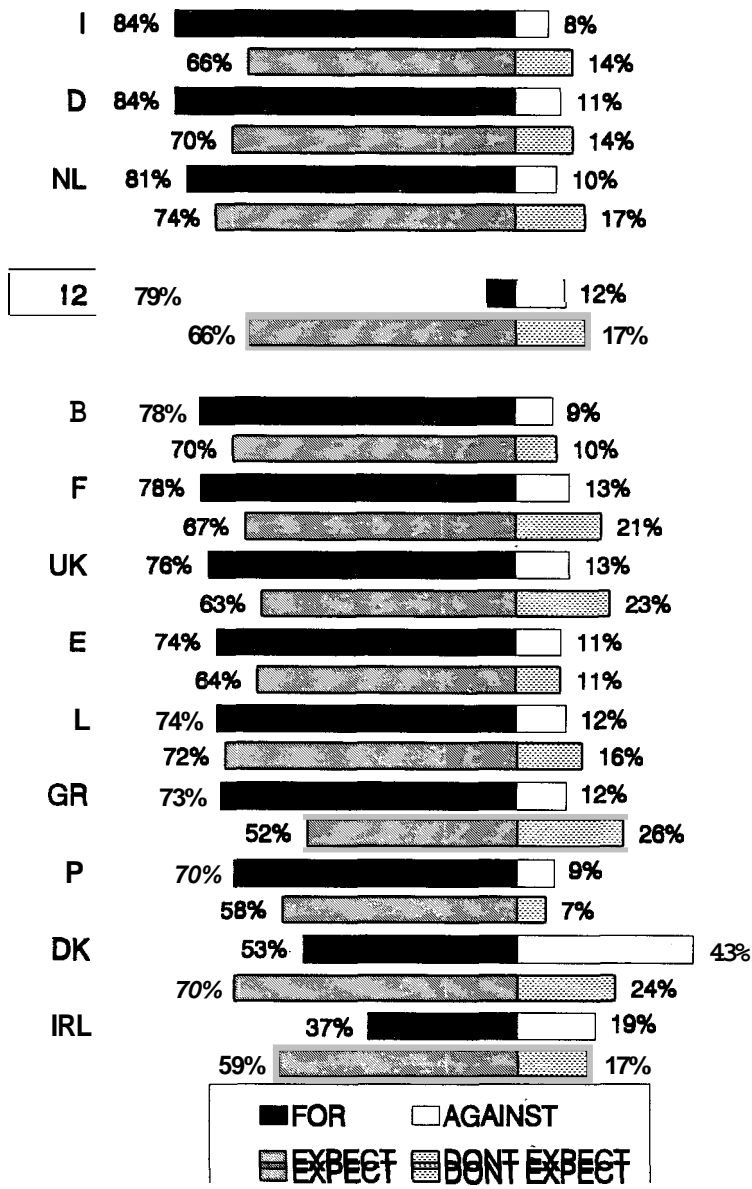 I 84% 8%
66% 14%
D 84% 11%
70% 14%
NL 81% 10%
74% 17%
12 79% 12%
66% 17%
B 78% 9%
70% 10%
F 78% 13%
67% 21%
UK 76% 13%
63% 23%
E 74% 11%
64% 11%
L 74% 12%
72% 16%
GR 73% 12%
52% 26%
P 70% 9%
58% 7%
DK 53% 43%
70% 24%
IRL 37% 19%
59% 17%
FOR AGAINST
EXPECT DONT EXPECT